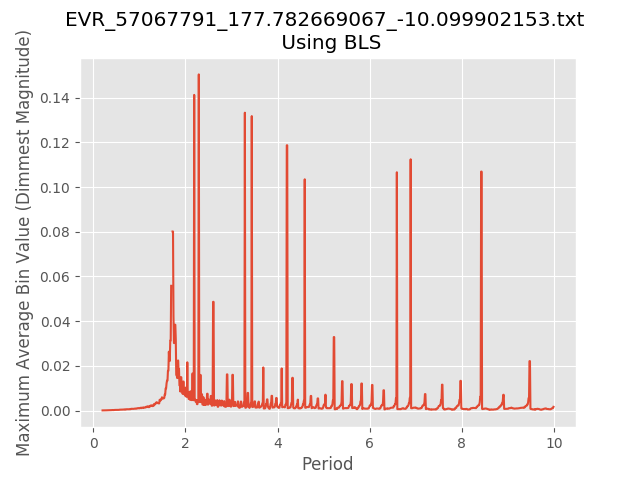 EVR_57067791_177.782669067_-10.099902153.txt
Using BLS
Maximum Average Bin Value (Dimmest Magnitude)
0.14
0.12
0.10
0.08
0.06
0.04
0.02
0.00
0 2 4 6 8 10
Period